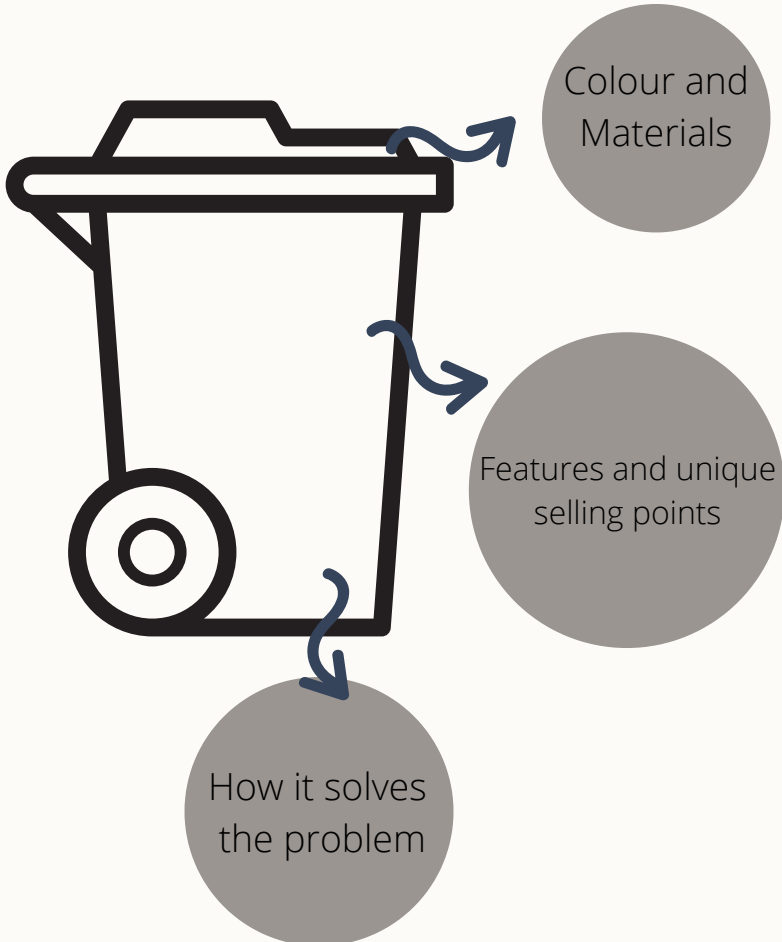 Colour and
Materials
Features and unique
selling points
How it solves
the problem